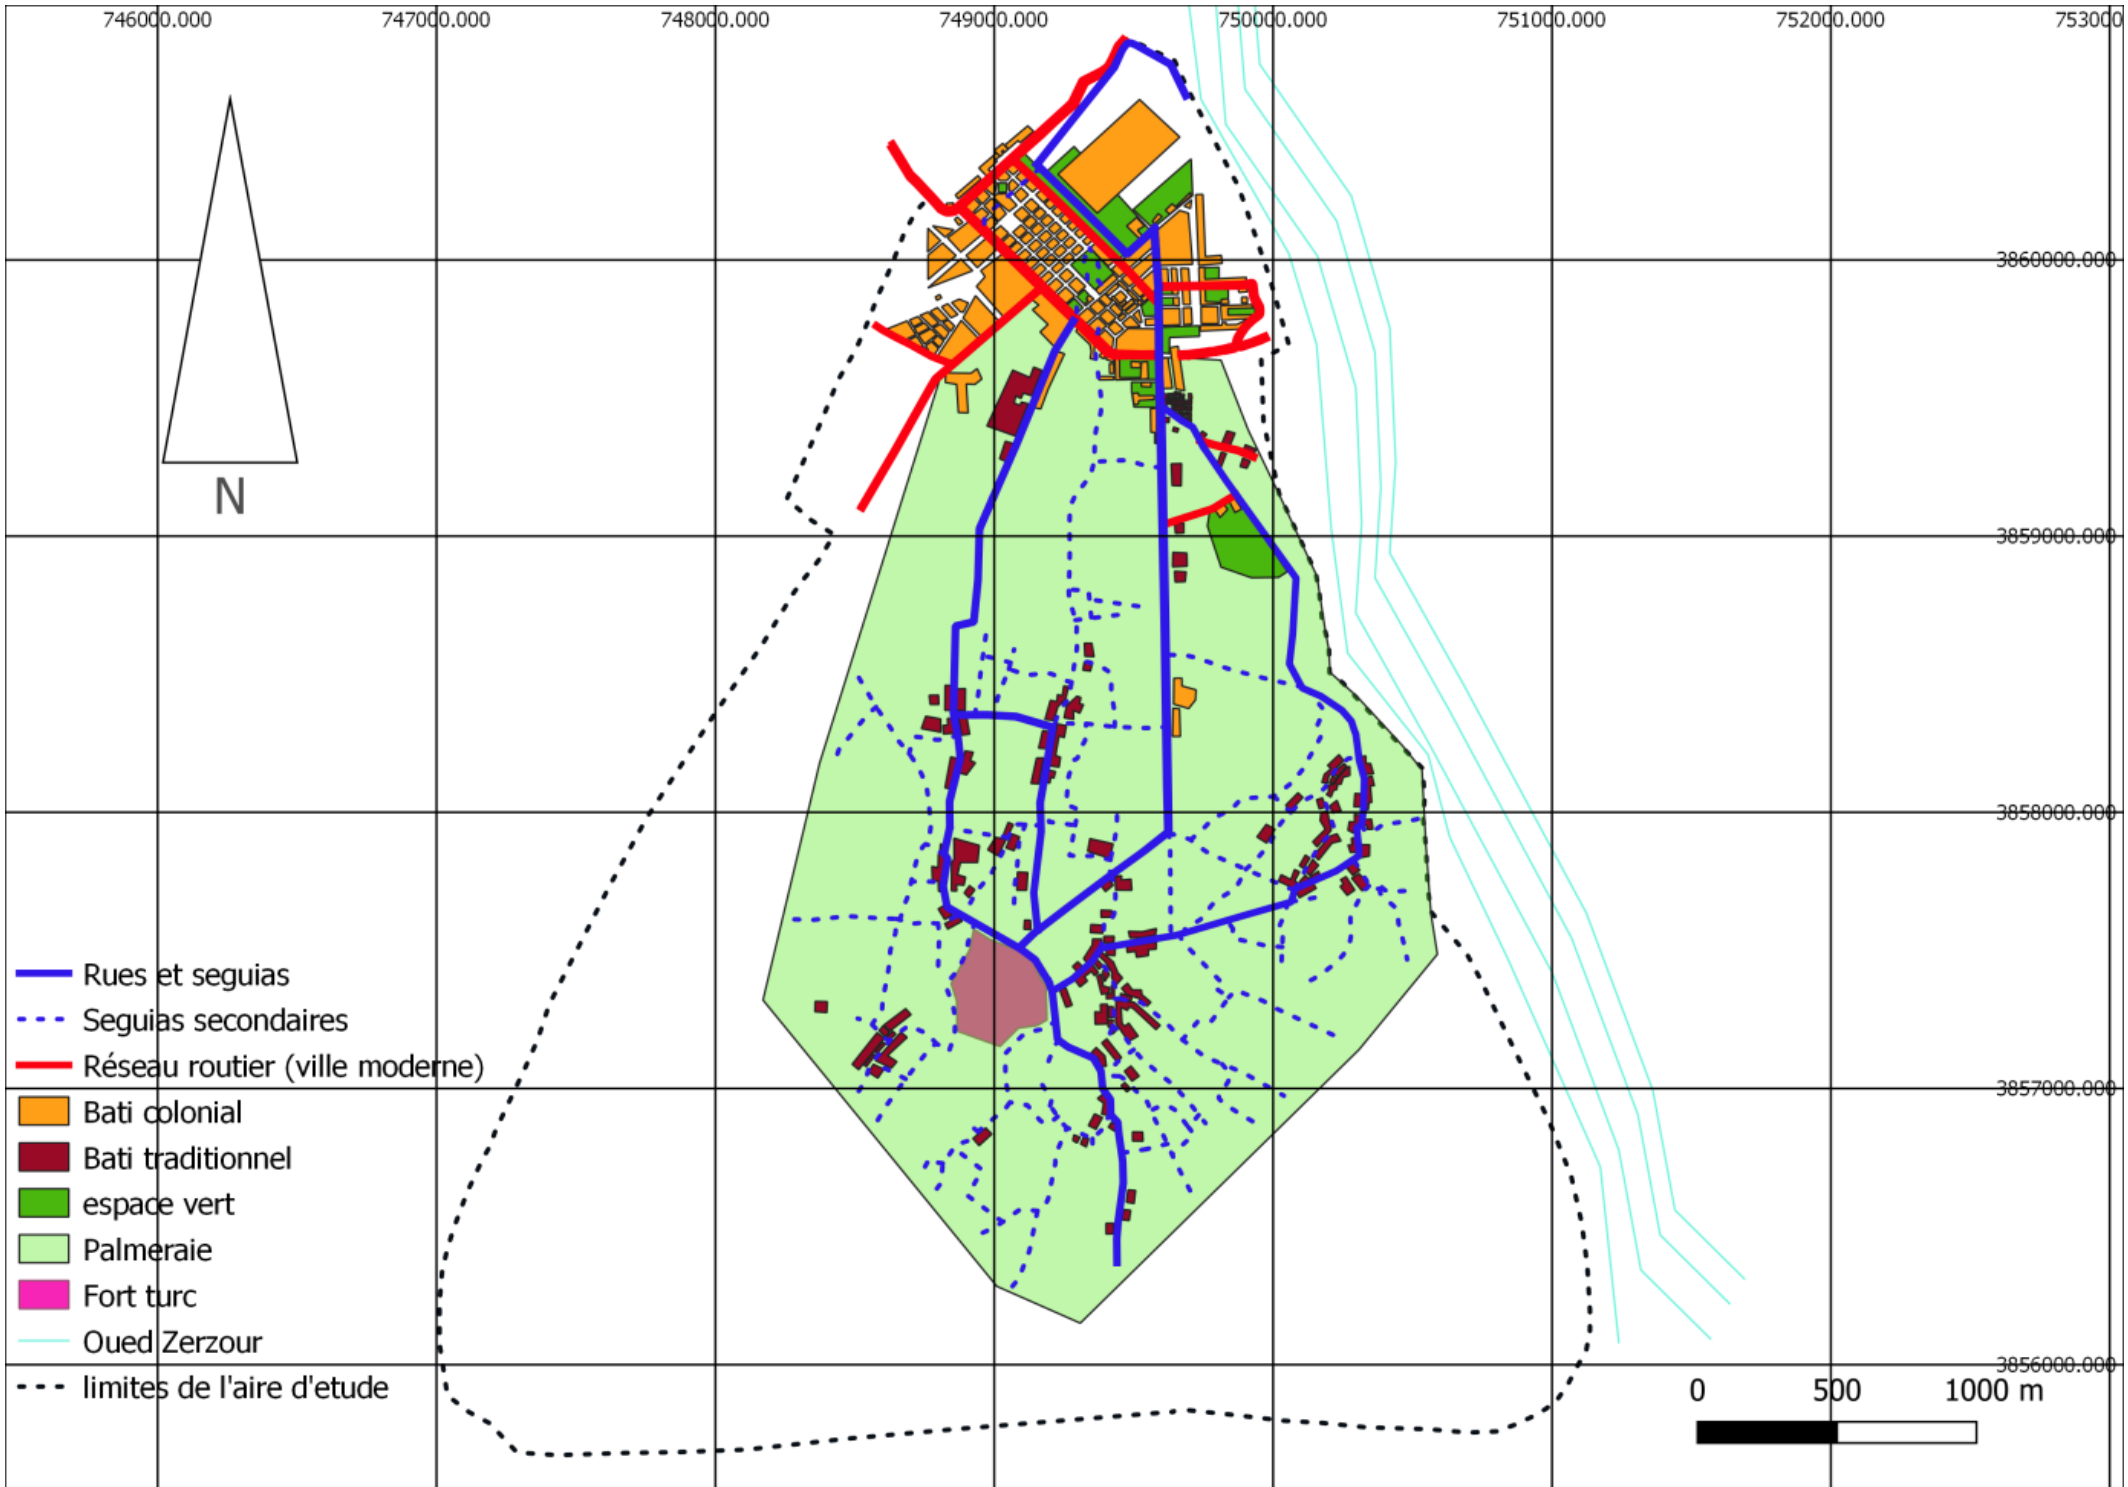 746000.000 747000.000 748000.000 749000.000 750000.000 751000.000 752000.000 753000
3860000.000
N
3859000.000
3858000.000
Rues et seguias
Seguias secondaires
Réseau routier (ville moderne)
3857000.000
Bati colonial
Bati traditionnel
espace vert
Palmeraie
Fort turc
Oued Zerzour
3856000.000
limites de l'aire d'etude
0 500 1000 m